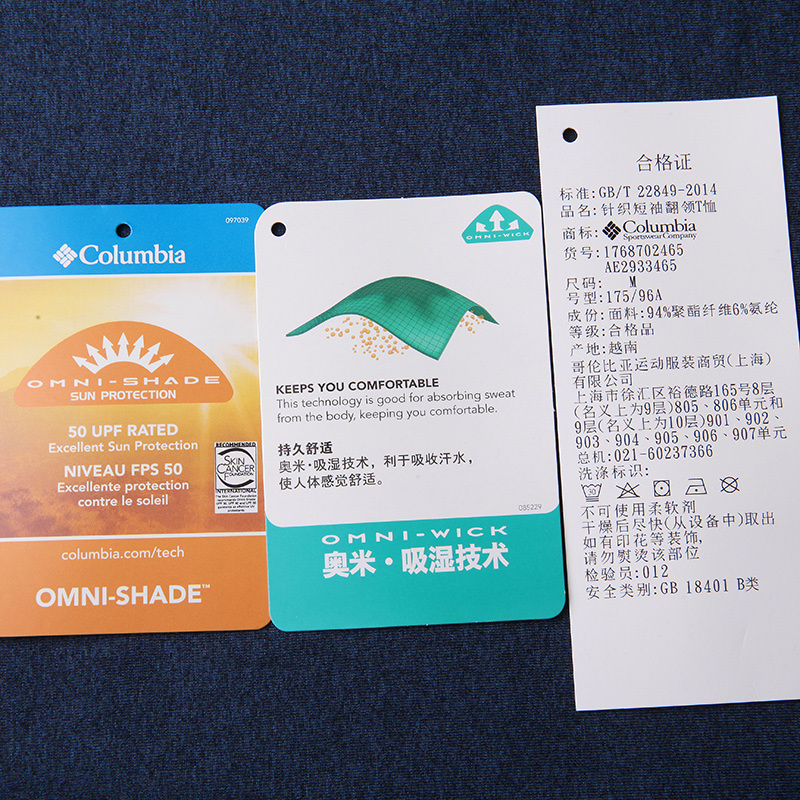 097039
Columbia
OMNI-SHADE
SUN PROTECTION
50 UPF RATED
Excellent Sun Protection
NIVEAU FPS 50
Excellente protection
contre le soleil
RECOMMENDED
SKIN
CANCER
FOUNDATION
INTERNATIONAL
columbia.com/tech
OMNI-SHADE™
OMNI-WICK
KEEPS YOU COMFORTABLE
This technology is good for absorbing sweat
from the body, keeping you comfortable.
持久舒适
奥米·吸湿技术，利于吸收汗水，
使人体感觉舒适。
085229
OMNI-WICK
奥米·吸湿技术
合格证
标准:GB/T 22849-2014
品名:针织短袖翻领T恤
商标: Columbia
Sportswear Company
货号:1768702465
AE2933465
尺码: M
号型:175/96A
成份:面料:94%聚酯纤维6%氨纶
等级:合格品
产地:越南
哥伦比亚运动服装商贸(上海)
有限公司
上海市徐汇区裕德路165号8层
(名义上为9层)805、806单元和
9层(名义上为10层)901、902、
903、904、905、906、907单元
总机:021-60237366
洗涤标识:
不可使用柔软剂
干燥后尽快(从设备中)取出
如有印花等装饰,
请勿熨烫该部位
检验员:012
安全类别:GB 18401 B类